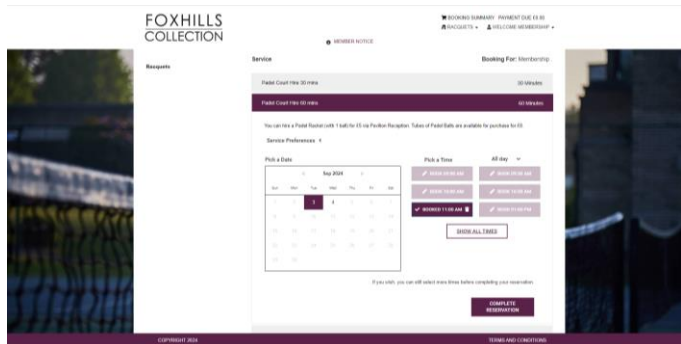 FOXHILLS
COLLECTION
BOOKING SUMMARY PAYMENT DUE £0.00
RACQUETS WELCOME MEMBERSHIP
MEMBER NOTICE
Racquets
Service Booking For: Membership
Padel Court Hire 30 mins 30 Minutes
Padel Court Hire 60 mins 60 Minutes
You can hire a Padel Racket (with 1 ball) for £5 via Pavilion Reception. Tubes of Padel Balls are available for purchase for £6
Service Preferences +
Pick a Date Pick a Time All day
< Sep 2024 >
Sun Mon Tue Wed Thu Fri Sat
3 4
BOOKED 11:00 AM
SHOW ALL TIMES
If you wish, you can still select more times before completing your reservation
COMPLETE
RESERVATION
COPYRIGHT 2024 TERMS AND CONDITIONS